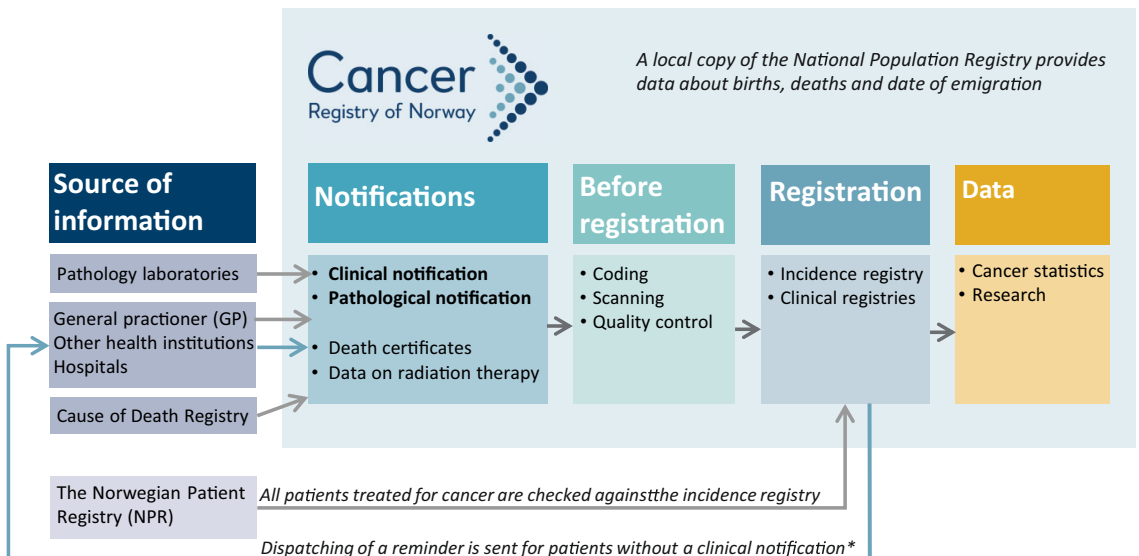 Cancer
Registry of Norway
A local copy of the National Population Registry provides
data about births, deaths and date of emigration
Source of
information
Pathology laboratories
General practioner (GP)
Other health institutions
Hospitals
Cause of Death Registry
The Norwegian Patient
Registry (NPR)
Notifications
• Clinical notification
• Pathological notification
• Death certificates
• Data on radiation therapy
Before
registration
• Coding
• Scanning
• Quality control
Registration
• Incidence registry
• Clinical registries
Data
• Cancer statistics
• Research
All patients treated for cancer are checked againstthe incidence registry
Dispatching of a reminder is sent for patients without a clinical notification*